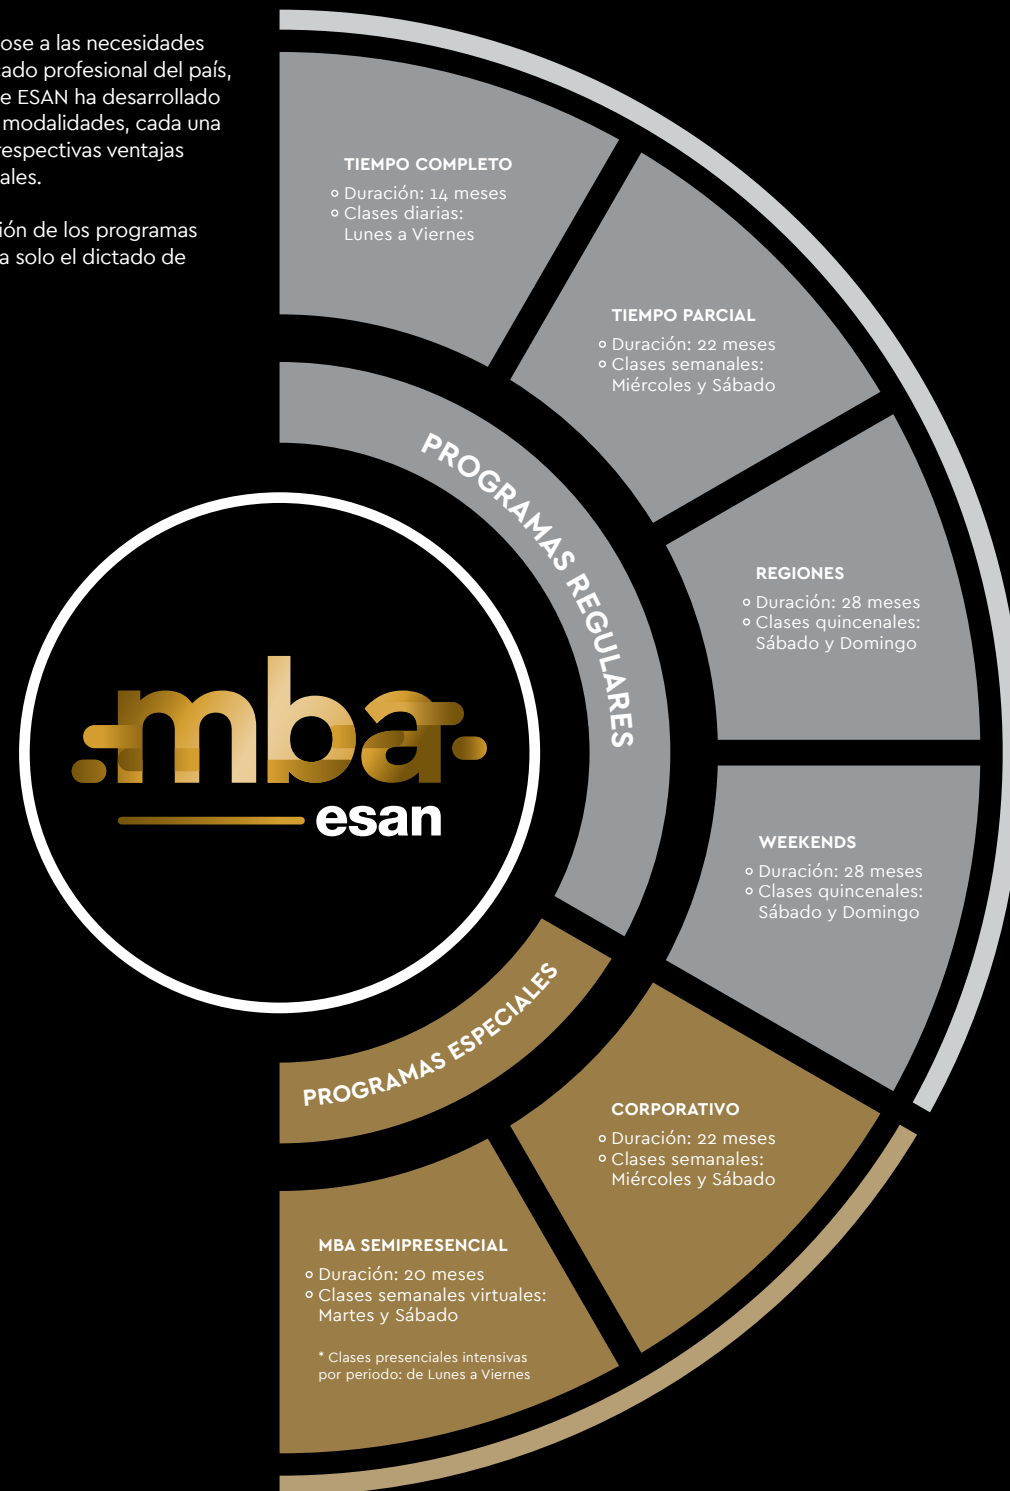 ose a las necesidades
cado profesional del país,
e ESAN ha desarrollado
modalidades, cada una
respectivas ventajas
ales.
ión de los programas
a solo el dictado de
TIEMPO COMPLETO
Duración: 14 meses
Clases diarias:
Lunes a Viernes
TIEMPO PARCIAL
Duración: 22 meses
Clases semanales:
Miércoles y Sábado
PROGRAMAS REGULARES
REGIONES
Duración: 28 meses
Clases quincenales:
Sábado y Domingo
mba
esan
WEEKENDS
Duración: 28 meses
Clases quincenales:
Sábado y Domingo
PROGRAMAS ESPECIALES
CORPORATIVO
Duración: 22 meses
Clases semanales:
Miércoles y Sábado
MBA SEMIPRESENCIAL
Duración: 20 meses
Clases semanales virtuales:
Martes y Sábado
* Clases presenciales intensivas
por periodo: de Lunes a Viernes